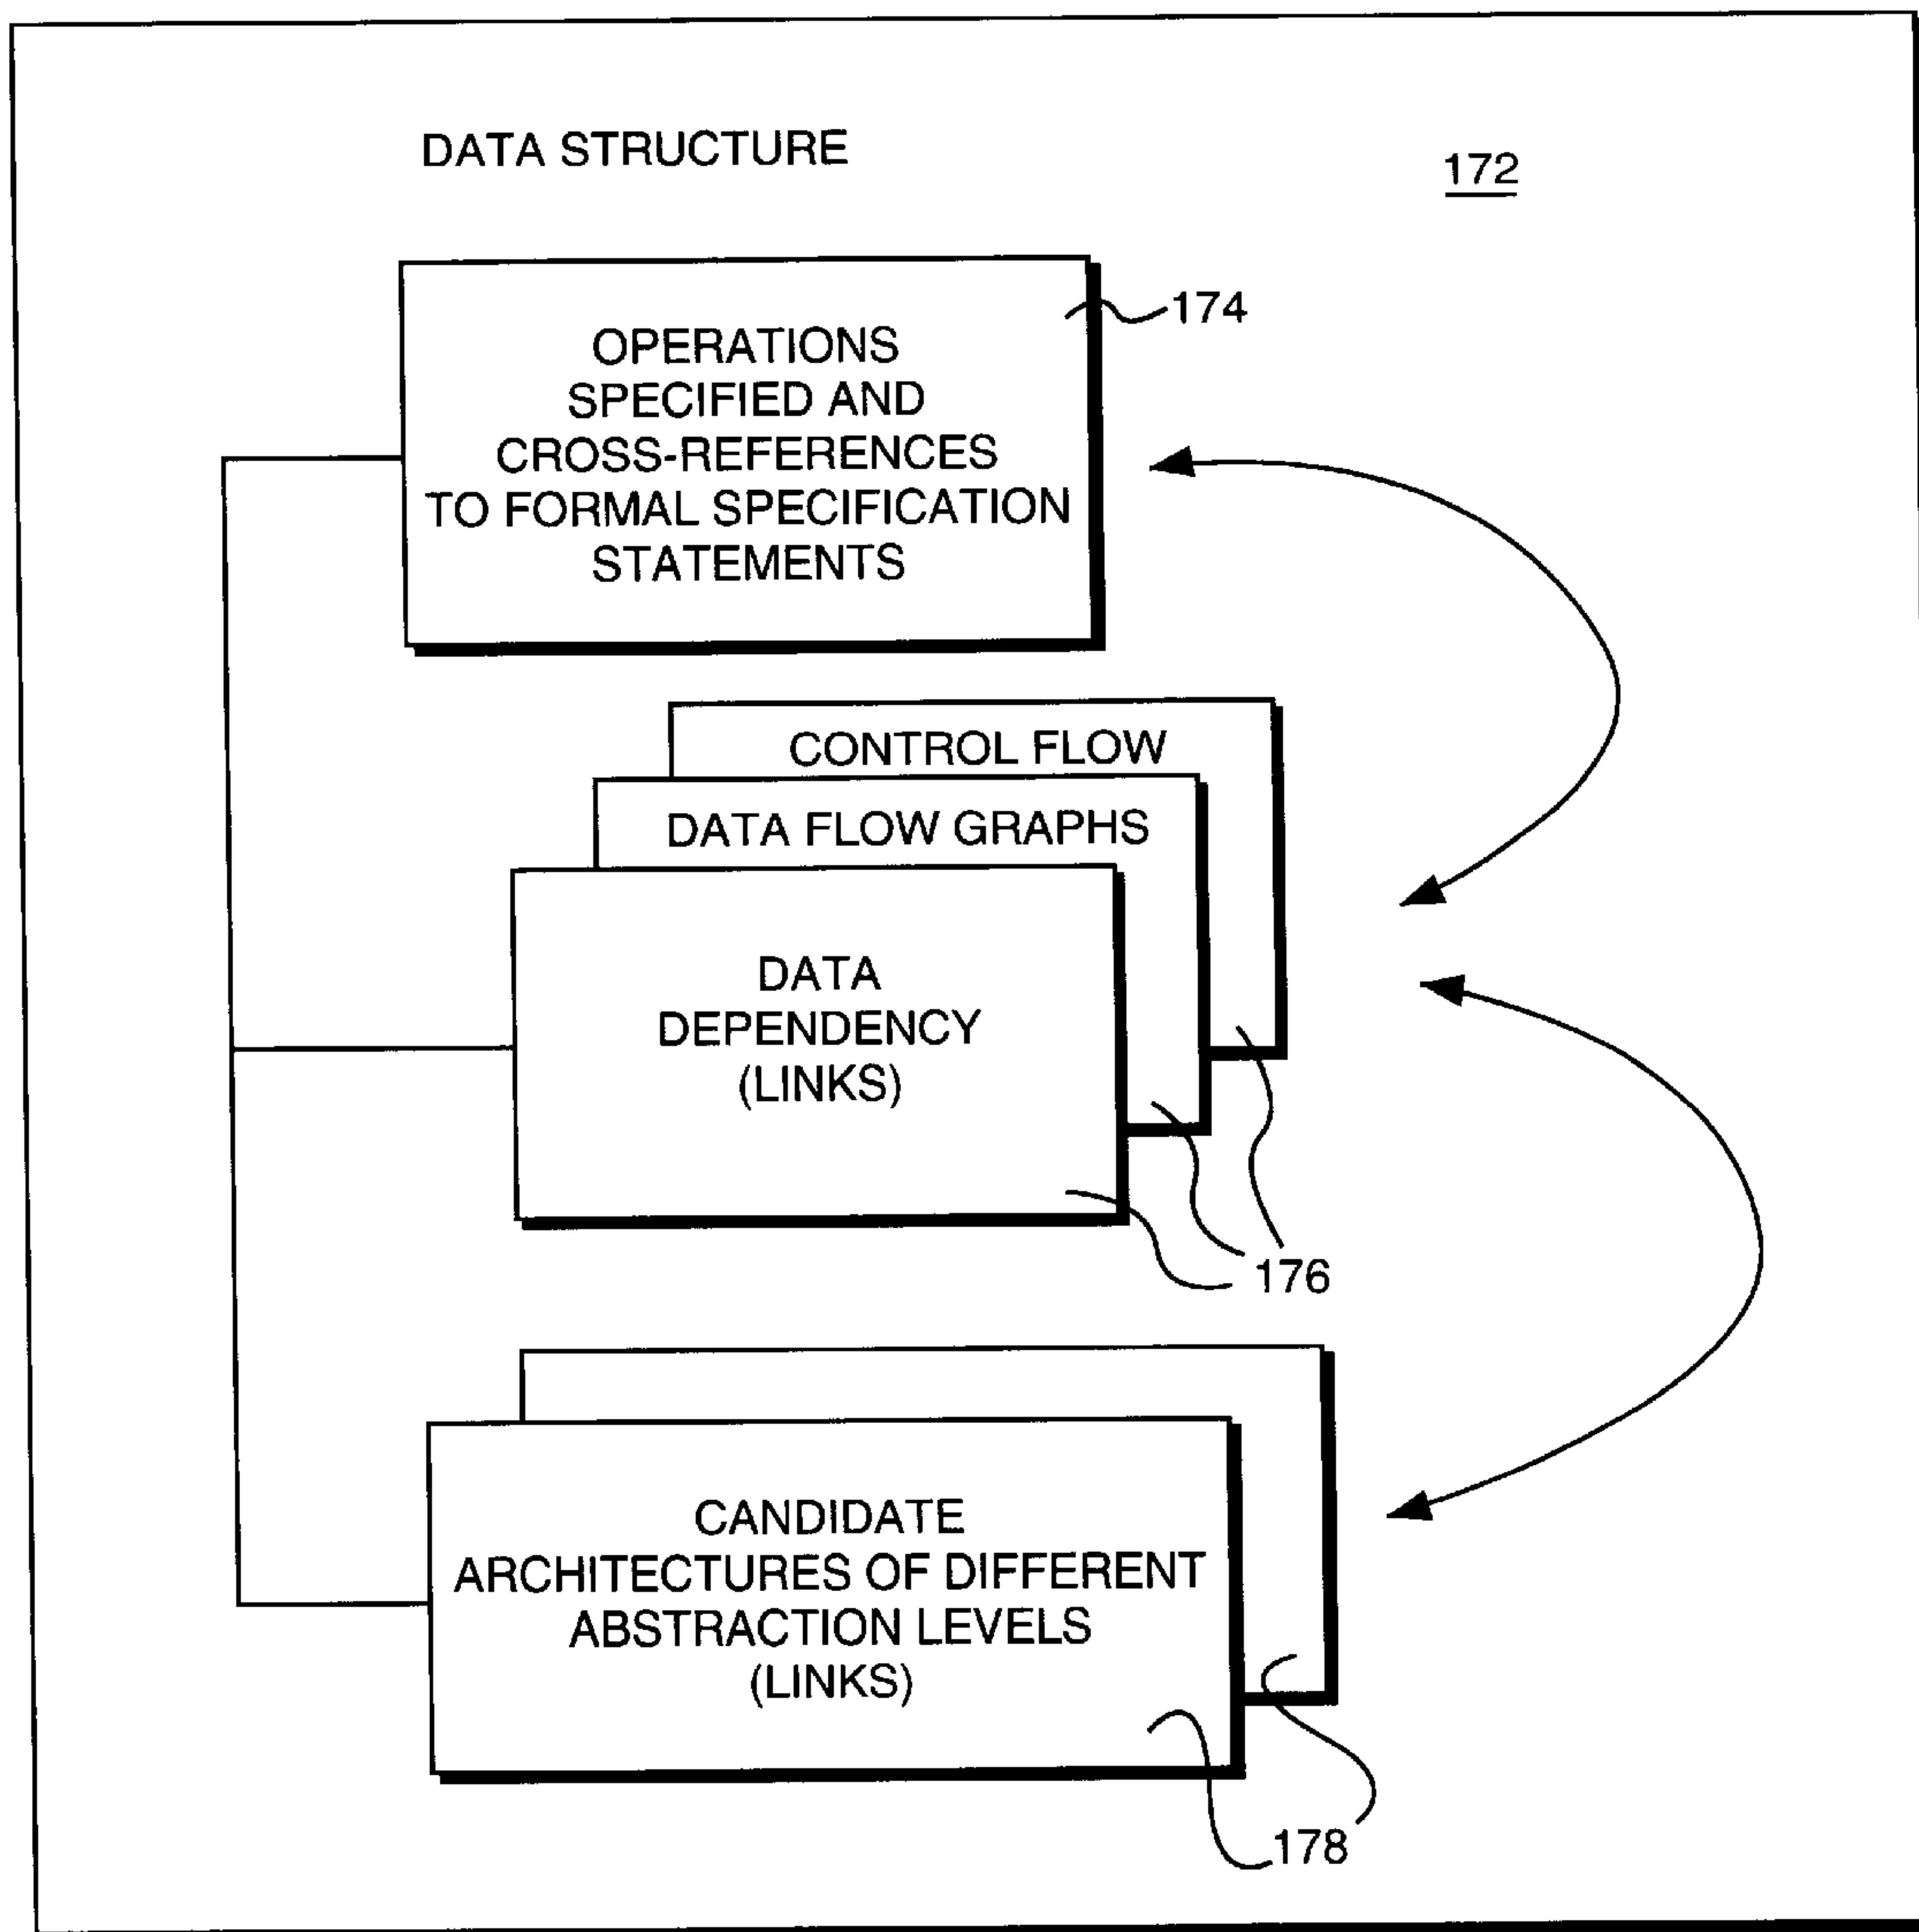 DATA STRUCTURE
172
OPERATIONS
SPECIFIED AND
CROSS-REFERENCES
TO FORMAL SPECIFICATION
STATEMENTS
174
CONTROL FLOW
DATA FLOW GRAPHS
DATA
DEPENDENCY
(LINKS)
176
CANDIDATE
ARCHITECTURES OF DIFFERENT
ABSTRACTION LEVELS
(LINKS)
178